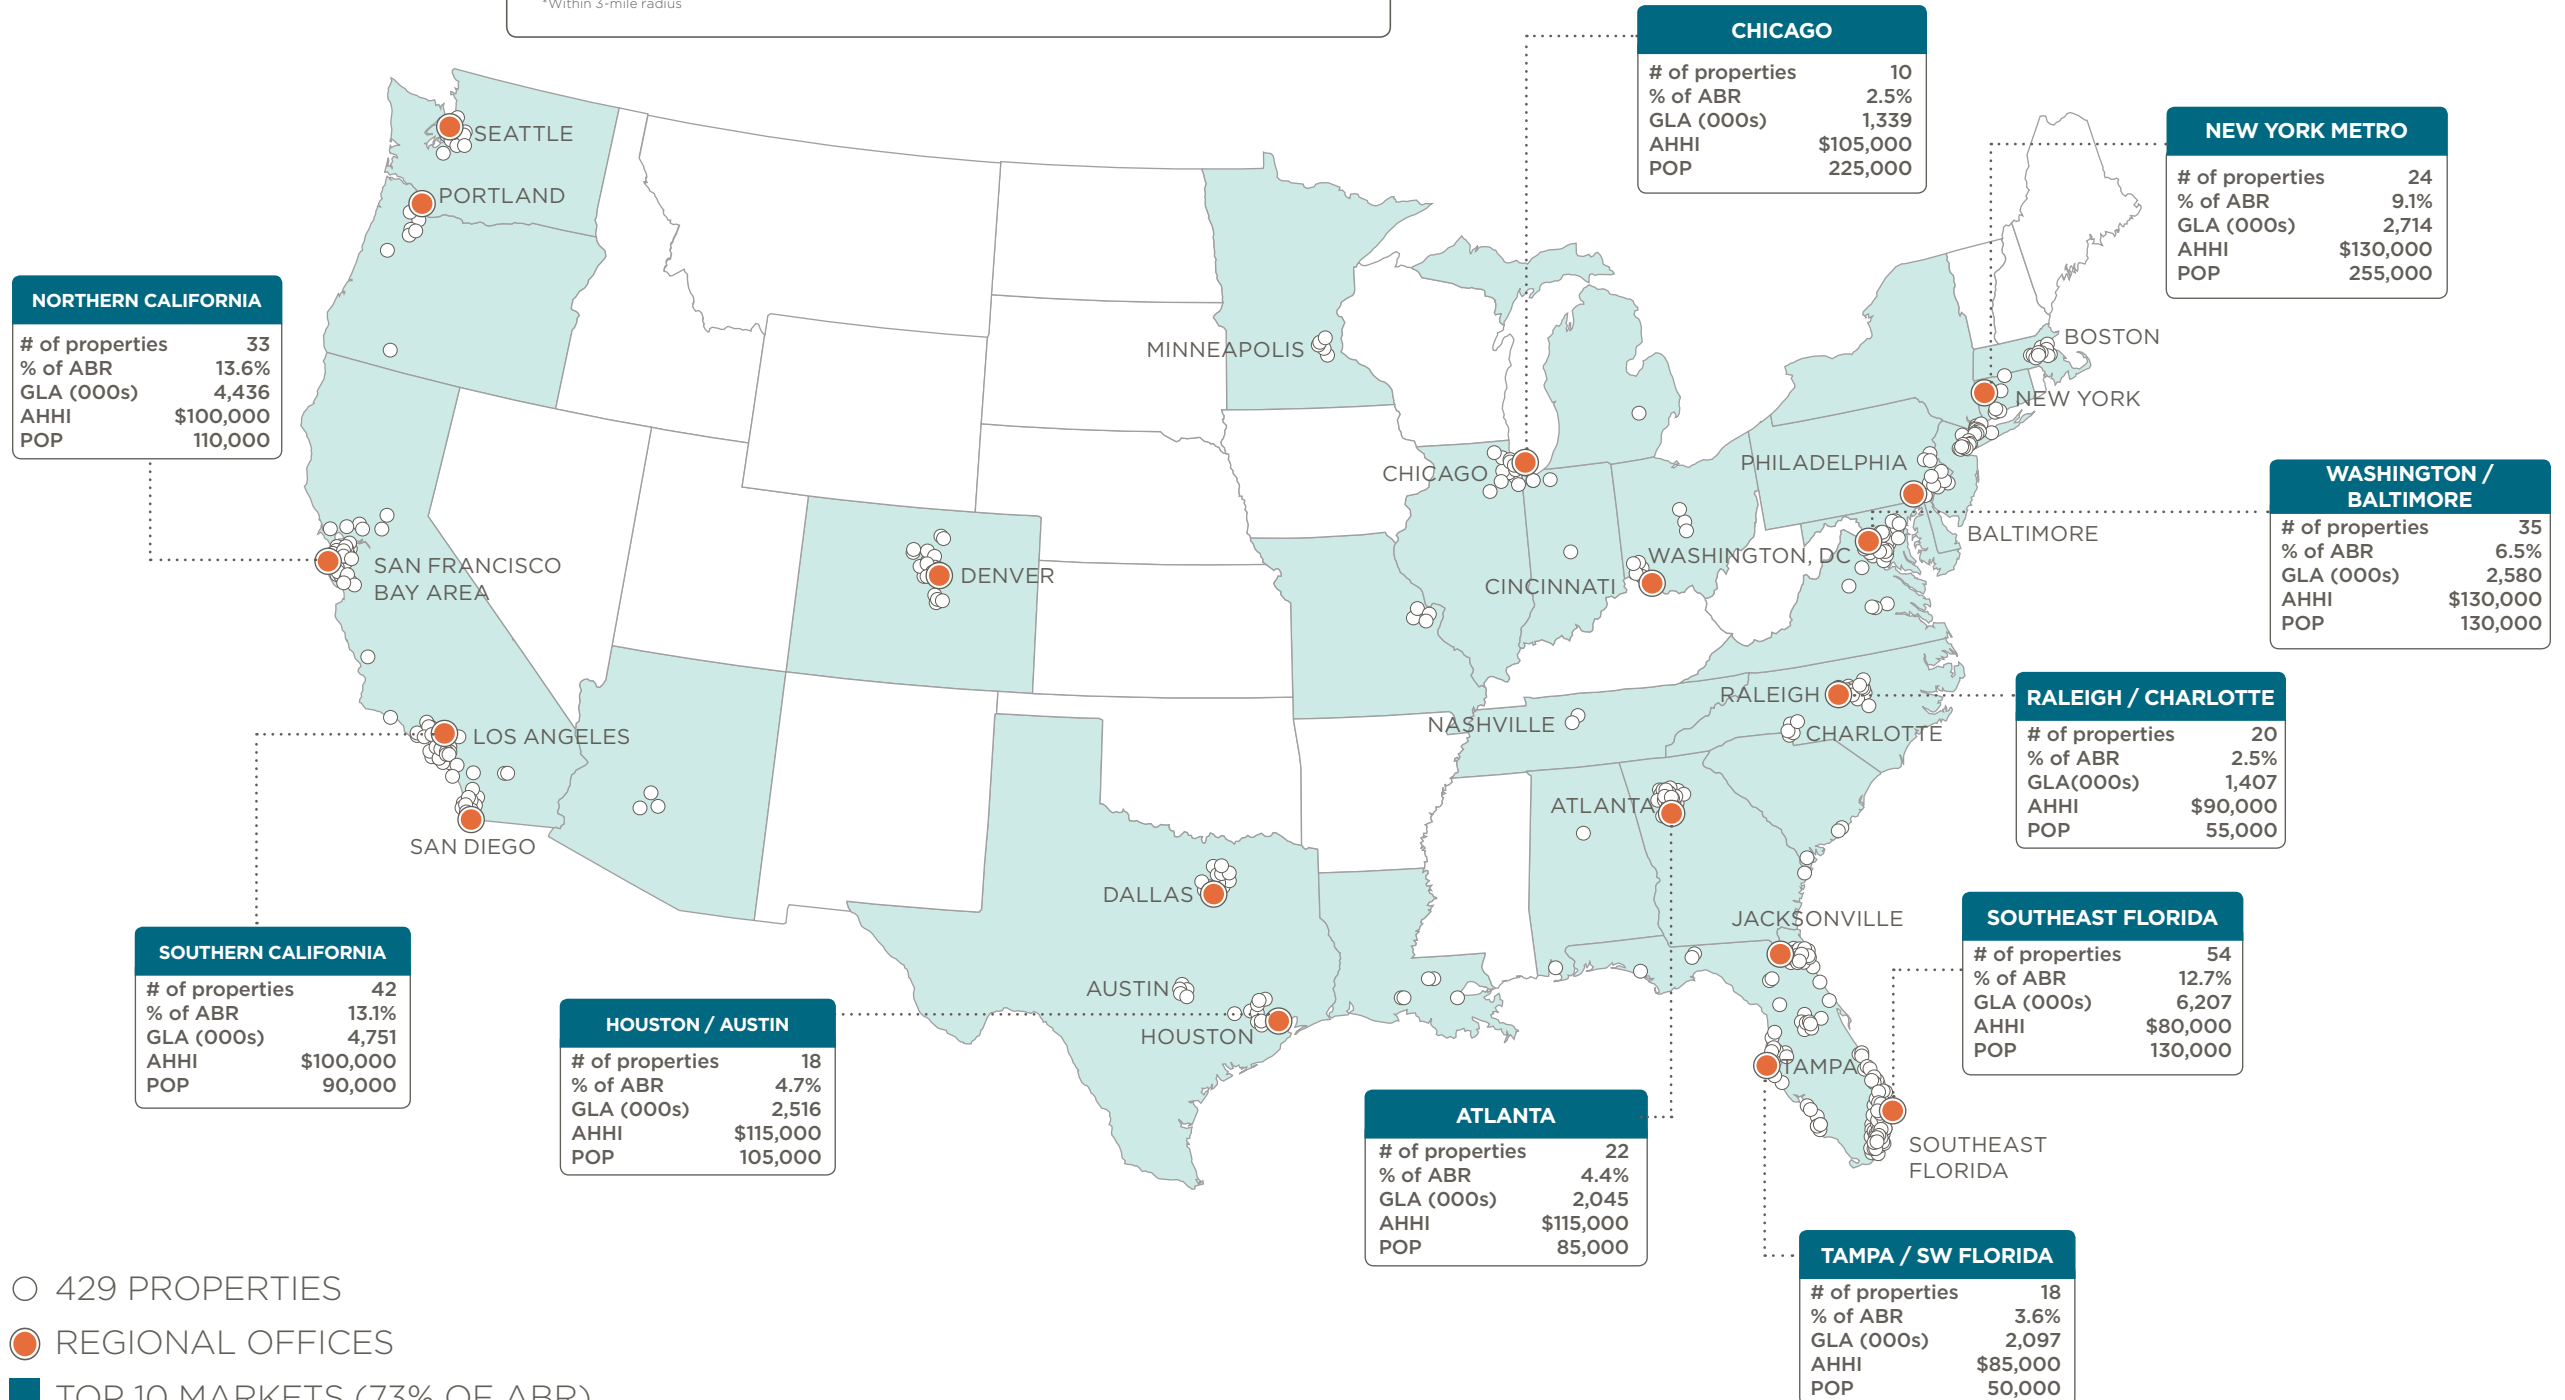 *Within 3-mile radius
CHICAGO
# of properties 10
% of ABR 2.5%
GLA (000s) 1,339
AHHI $105,000
POP 225,000
NEW YORK METRO
# of properties 24
% of ABR 9.1%
GLA (000s) 2,714
AHHI $130,000
POP 255,000
SEATTLE
PORTLAND
NORTHERN CALIFORNIA
# of properties 33
% of ABR 13.6%
GLA (000s) 4,436
AHHI $100,000
POP 110,000
MINNEAPOLIS
BOSTON
NEW YORK
CHICAGO
PHILADELPHIA
WASHINGTON /
BALTIMORE
# of properties 35
% of ABR 6.5%
GLA (000s) 2,580
AHHI $130,000
POP 130,000
BALTIMORE
WASHINGTON, DC
SAN FRANCISCO
BAY AREA
DENVER
CINCINNATI
RALEIGH
RALEIGH / CHARLOTTE
# of properties 20
% of ABR 2.5%
GLA(000s) 1,407
AHHI $90,000
POP 55,000
NASHVILLE
CHARLOTTE
LOS ANGELES
SAN DIEGO
ATLANTA
DALLAS
JACKSONVILLE
SOUTHEAST FLORIDA
# of properties 54
% of ABR 12.7%
GLA (000s) 6,207
AHHI $80,000
POP 130,000
SOUTHERN CALIFORNIA
# of properties 42
% of ABR 13.1%
GLA (000s) 4,751
AHHI $100,000
POP 90,000
AUSTIN
HOUSTON
HOUSTON / AUSTIN
# of properties 18
% of ABR 4.7%
GLA (000s) 2,516
AHHI $115,000
POP 105,000
TAMPA
ATLANTA
# of properties 22
% of ABR 4.4%
GLA (000s) 2,045
AHHI $115,000
POP 85,000
SOUTHEAST
FLORIDA
TAMPA / SW FLORIDA
# of properties 18
% of ABR 3.6%
GLA (000s) 2,097
AHHI $85,000
POP 50,000
429 PROPERTIES
REGIONAL OFFICES
TOP 10 MARKETS (73% OF ABR)